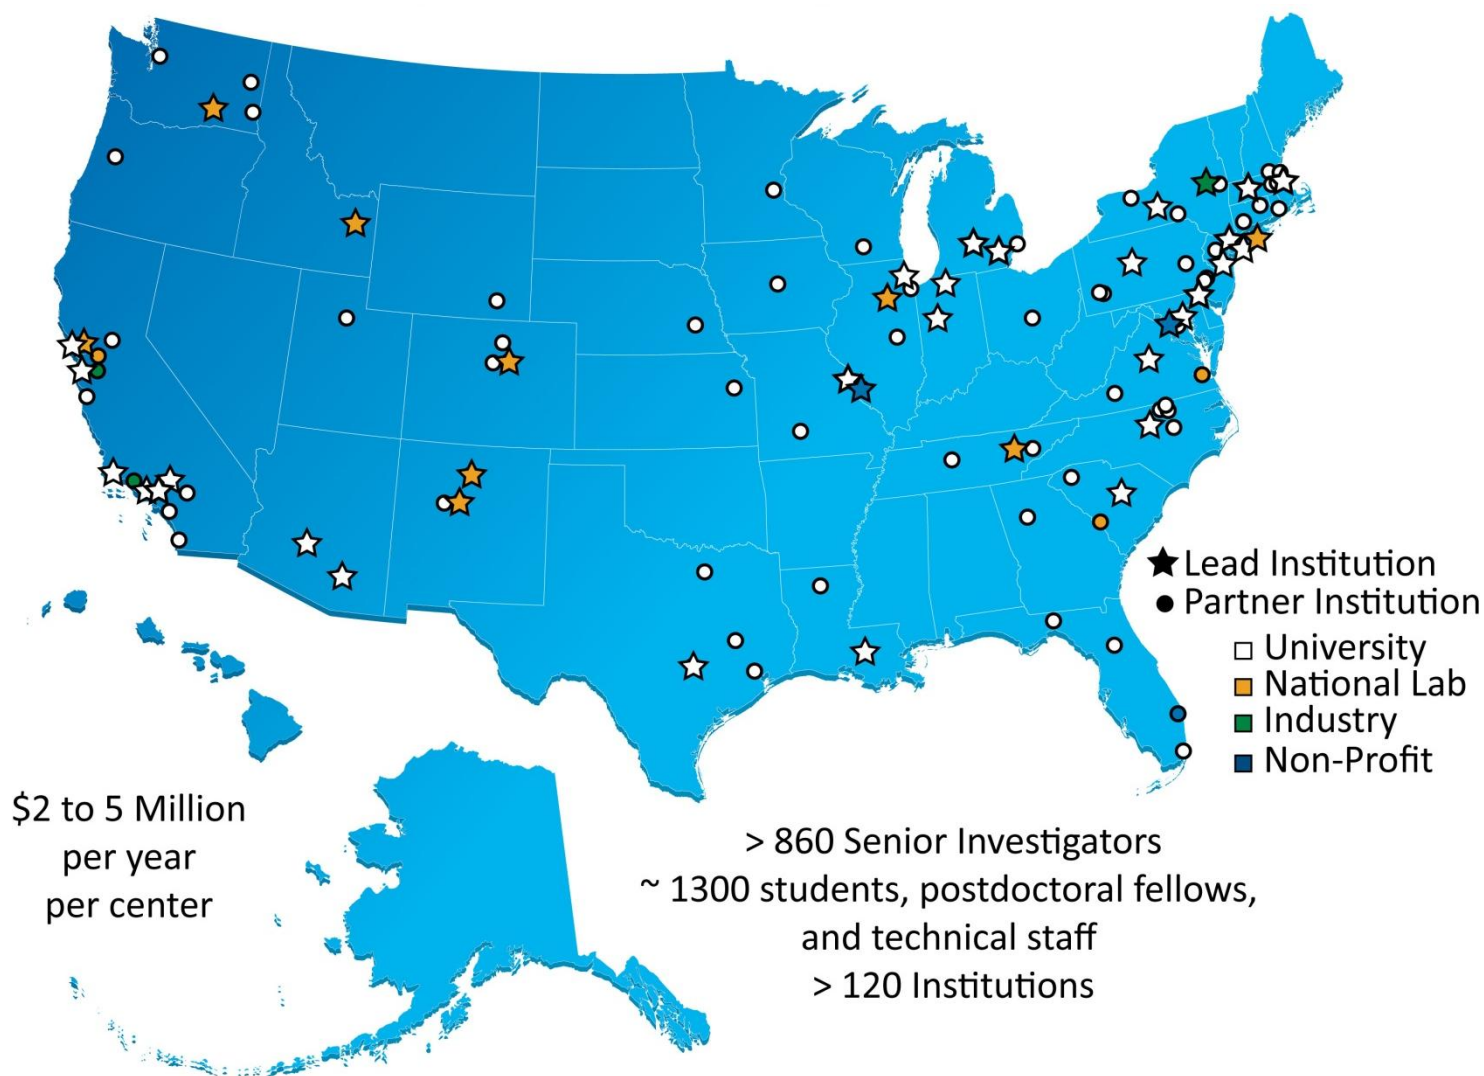 Lead Institution
Partner Institution
University
National Lab
Industry
Non-Profit
$2 to 5 Million
per year
per center
> 860 Senior Investigators
~ 1300 students, postdoctoral fellows,
and technical staff
> 120 Institutions